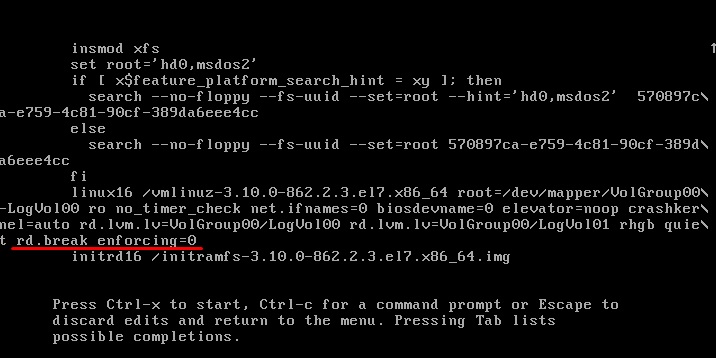 insmod xfs
set root='hd0,msdos2'
if [ x$feature_platform_search_hint = xy ]; then
search --no-floppy --fs-uuid --set=root --hint='hd0,msdos2'  570897c\
a-e759-4c81-90cf-389da6eee4cc
else
search --no-floppy --fs-uuid --set=root 570897ca-e759-4c81-90cf-389d\
a6eee4cc
fi
linux16 /vmlinuz-3.10.0-862.2.3.el7.x86_64 root=/dev/mapper/VolGroup00\
-LogVol00 ro no_timer_check net.ifnames=0 biosdevname=0 elevator=noop crashker\
nel=auto rd.lvm.lv=VolGroup00/LogVol00 rd.lvm.lv=VolGroup00/LogVol01 rhgb quie\
t rd.break enforcing=0
initrd16 /initramfs-3.10.0-862.2.3.el7.x86_64.img
Press Ctrl-x to start, Ctrl-c for a command prompt or Escape to
discard edits and return to the menu. Pressing Tab lists
possible completions.